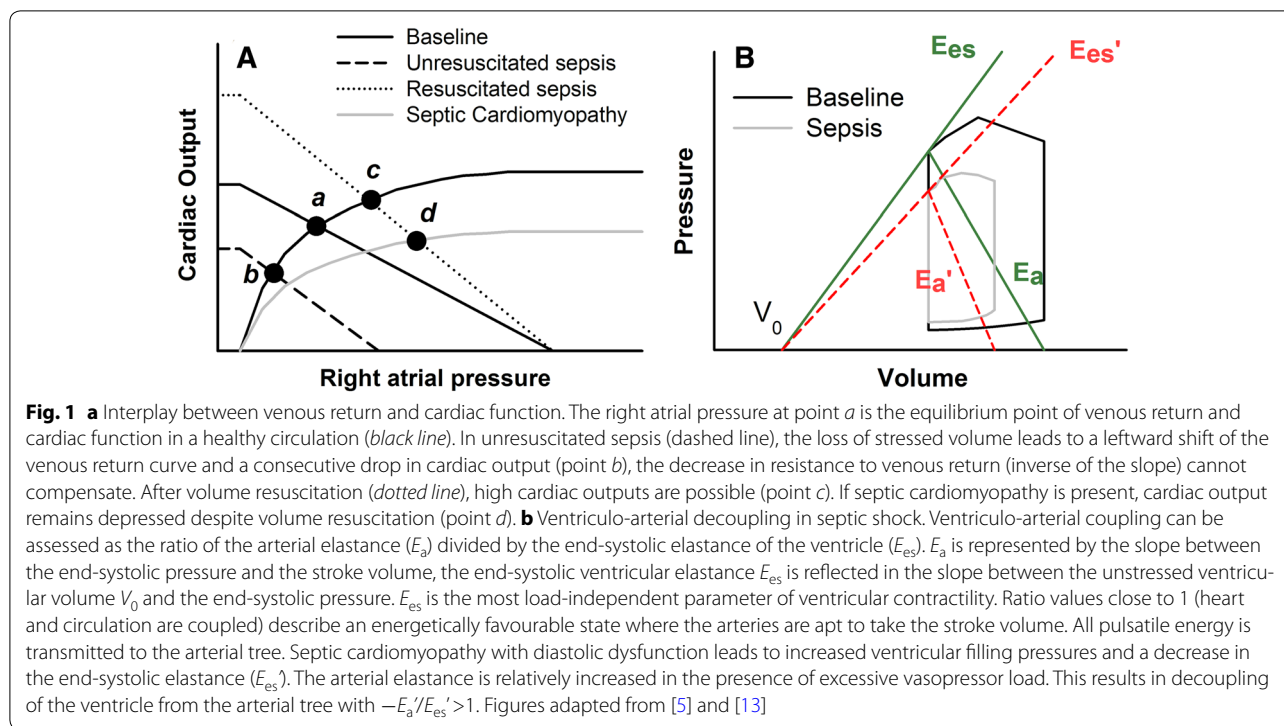 A
Baseline
Unresuscitated sepsis
Resuscitated sepsis
Septic Cardiomyopathy
Cardiac Output
a
b
c
d
Right atrial pressure
B
Baseline
Sepsis
Ees
Ees'
Pressure
Ea'
Ea
V0
Volume
Fig. 1 a Interplay between venous return and cardiac function. The right atrial pressure at point a is the equilibrium point of venous return and
cardiac function in a healthy circulation (black line). In unresuscitated sepsis (dashed line), the loss of stressed volume leads to a leftward shift of the
venous return curve and a consecutive drop in cardiac output (point b), the decrease in resistance to venous return (inverse of the slope) cannot
compensate. After volume resuscitation (dotted line), high cardiac outputs are possible (point c). If septic cardiomyopathy is present, cardiac output
remains depressed despite volume resuscitation (point d). b Ventriculo-arterial decoupling in septic shock. Ventriculo-arterial coupling can be
assessed as the ratio of the arterial elastance (Ea) divided by the end-systolic elastance of the ventricle (Ees). Ea is represented by the slope between
the end-systolic pressure and the stroke volume, the end-systolic ventricular elastance Ees is reflected in the slope between the unstressed ventricu-
lar volume V0 and the end-systolic pressure. Ees is the most load-independent parameter of ventricular contractility. Ratio values close to 1 (heart
and circulation are coupled) describe an energetically favourable state where the arteries are apt to take the stroke volume. All pulsatile energy is
transmitted to the arterial tree. Septic cardiomyopathy with diastolic dysfunction leads to increased ventricular filling pressures and a decrease in
the end-systolic elastance (Ees′). The arterial elastance is relatively increased in the presence of excessive vasopressor load. This results in decoupling
of the ventricle from the arterial tree with −Ea′/Ees′ >1. Figures adapted from [5] and [13]